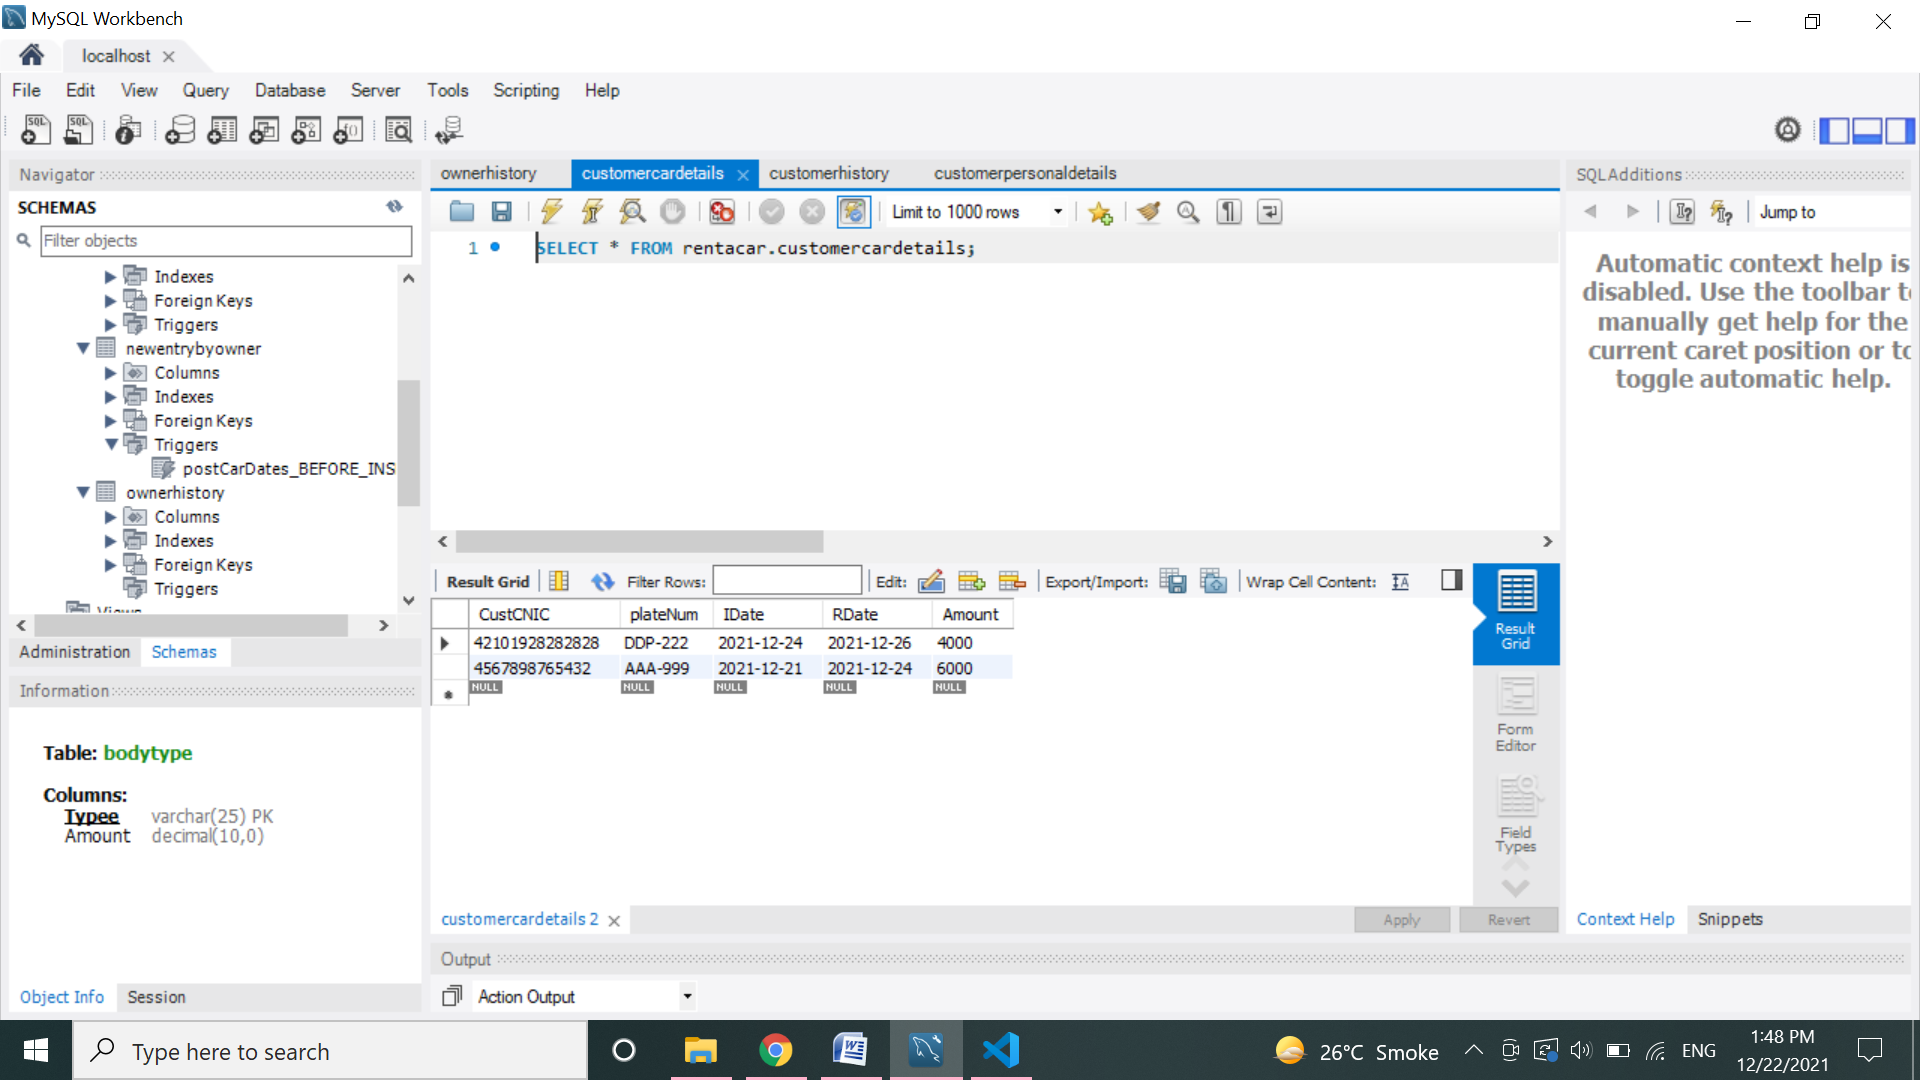 MySQL Workbench
localhost
File Edit View Query Database Server Tools Scripting Help
Navigator
SCHEMAS
Filter objects
Indexes
Foreign Keys
Triggers
newentrybyowner
Columns
Indexes
Foreign Keys
Triggers
postCarDates_BEFORE_INS
ownerhistory
Columns
Indexes
Foreign Keys
Triggers
Views
Administration Schemas
Information
Table: bodytype
Columns:
Typee varchar(25) PK
Amount decimal(10,0)
Object Info Session
ownerhistory customercardetails customerhistory customerpersonaldetails
Limit to 1000 rows
1 SELECT * FROM rentacar.customercardetails;
Result Grid Filter Rows: Edit: Export/Import: Wrap Cell Content:
CustCNIC plateNum IDate RDate Amount
42101928282828 DDP-222 2021-12-24 2021-12-26 4000
4567898765432 AAA-999 2021-12-21 2021-12-24 6000
NULL NULL NULL NULL NULL
Result
Grid
Form
Editor
Field
Types
customercardetails 2 Apply Revert
Output
Action Output
SQLAdditions
Jump to
Automatic context help is
disabled. Use the toolbar to
manually get help for the
current caret position or to
toggle automatic help.
Context Help Snippets
Type here to search
26°C Smoke ENG
1:48 PM
12/22/2021